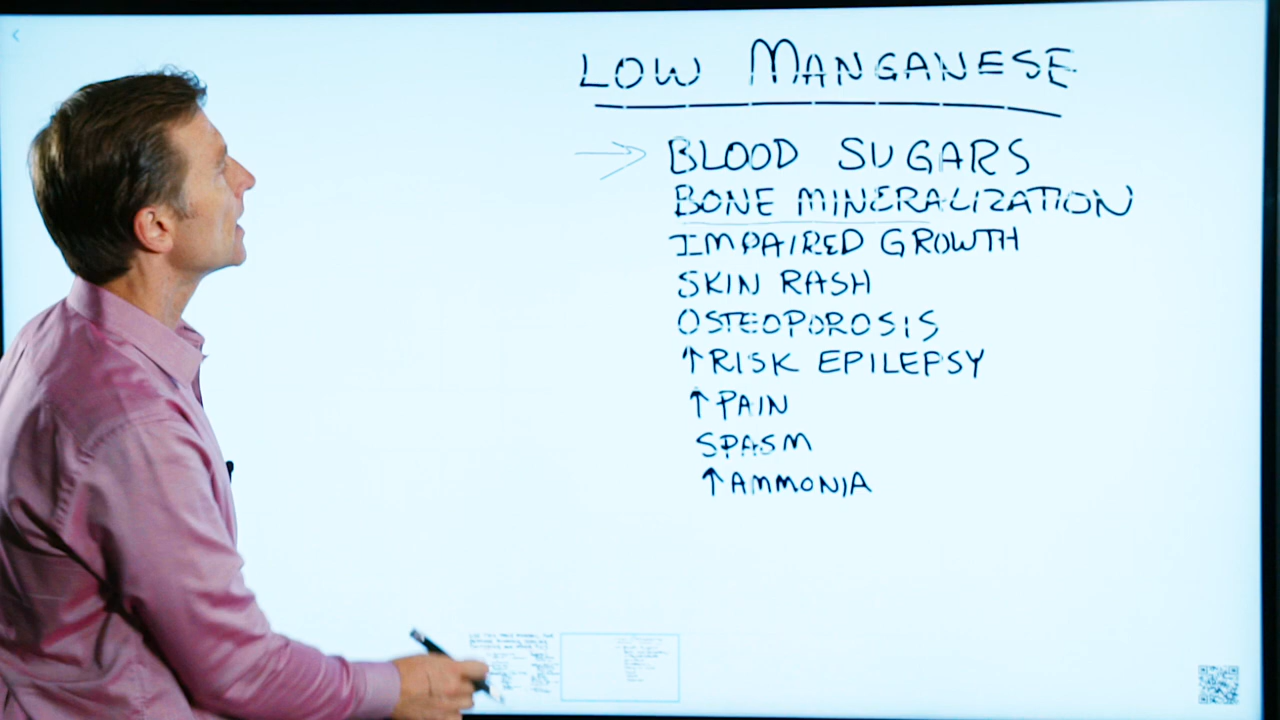 LOW MANGANESE
BLOOD SUGARS
BONE MINERALIZATION
IMPAIRED GROWTH
SKIN RASH
OSTEOPOROSIS
↑RISK EPILEPSY
↑PAIN
SPASM
↑AMMONIA